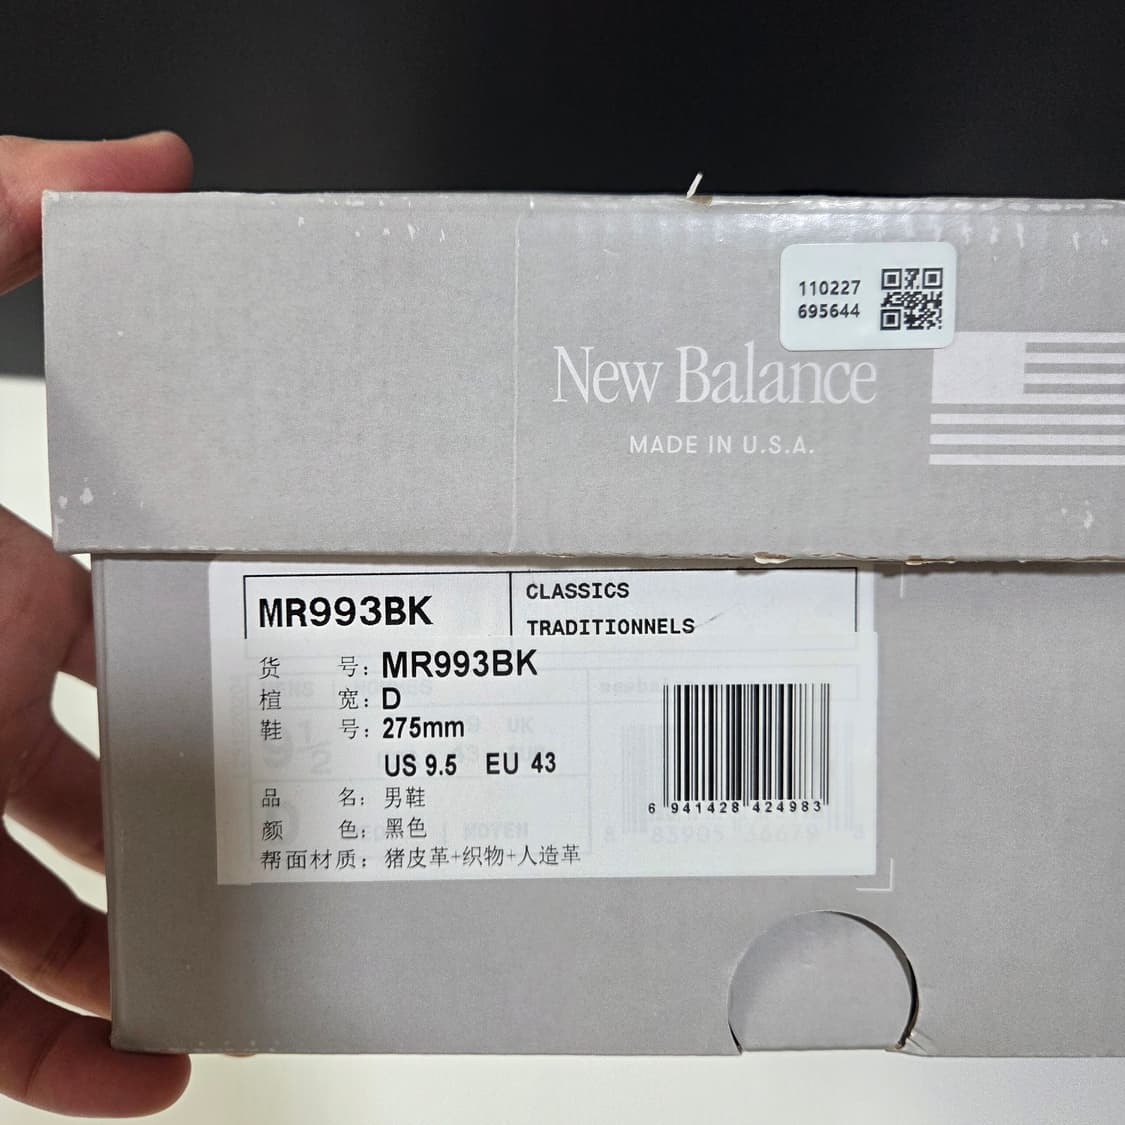 110227
695644
New Balance
MADE IN U.S.A.
MR993BK
CLASSICS
TRADITIONNELS
货 号: MR993BK
楦 宽: D
鞋 号: 275mm
US 9.5 EU 43
6 941428 424983
品 名: 男鞋
颜 色: 黑色
帮面材质: 猪皮革+织物+人造革